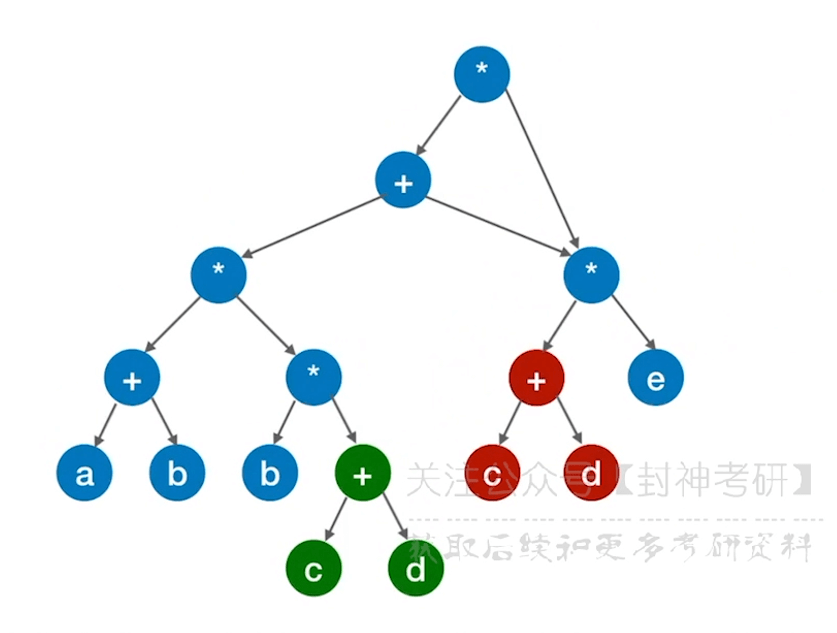 *
+
* *
+ * + e
a b b + c d
c d
关注公众号【封神考研】
获取后续和更多考研资料